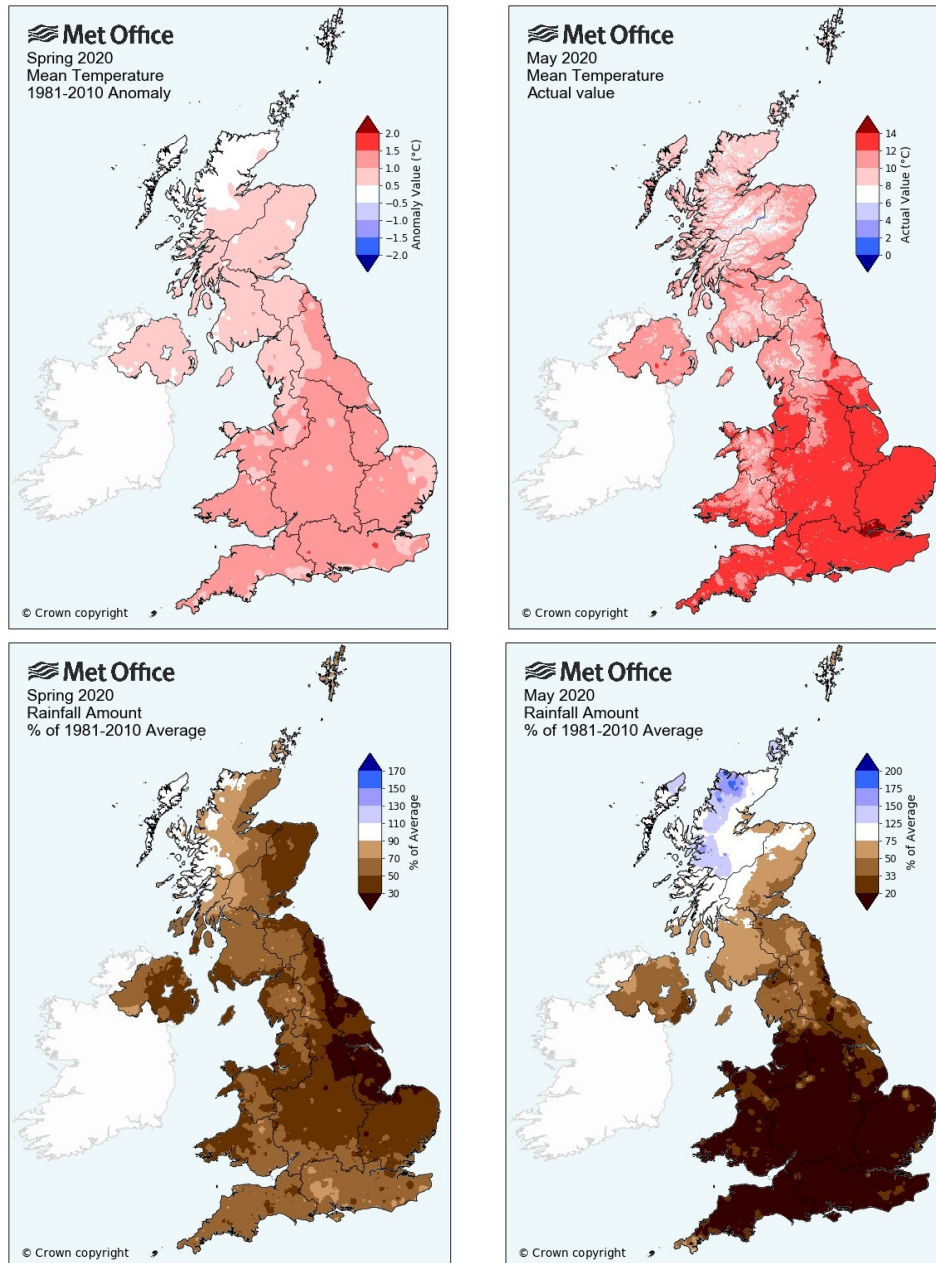 Met Office
Spring 2020
Mean Temperature
1981-2010 Anomaly
2.0
1.5
1.0
0.5
−0.5
−1.0
−1.5
−2.0
Anomaly Value (°C)
© Crown copyright
Met Office
May 2020
Mean Temperature
Actual value
14
12
10
8
6
4
2
0
Actual Value (°C)
© Crown copyright
Met Office
Spring 2020
Rainfall Amount
% of 1981-2010 Average
170
150
130
110
90
70
50
30
% of Average
© Crown copyright
Met Office
May 2020
Rainfall Amount
% of 1981-2010 Average
200
175
150
125
75
50
33
20
% of Average
© Crown copyright